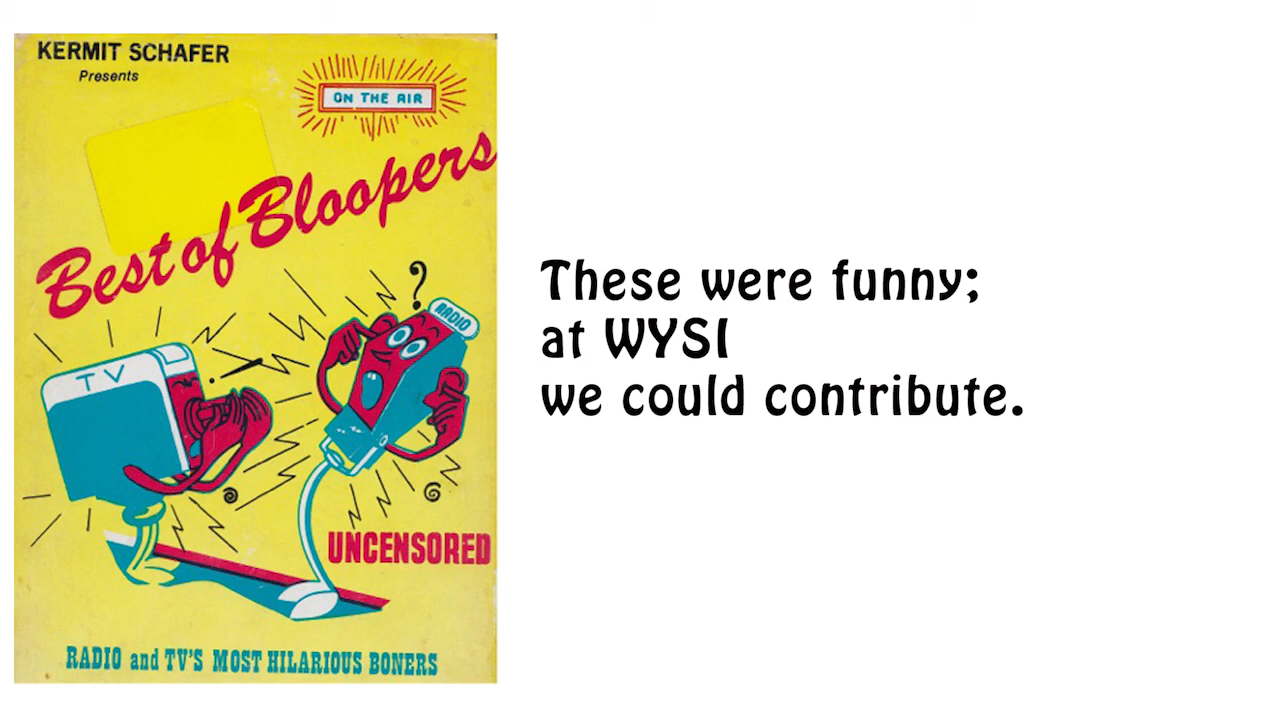 KERMIT SCHAFER
Presents
ON THE AIR
Best of Bloopers
?
RADIO
TV
UNCENSORED
RADIO and TV'S MOST HILARIOUS BONERS
These were funny;
at WYSI
we could contribute.